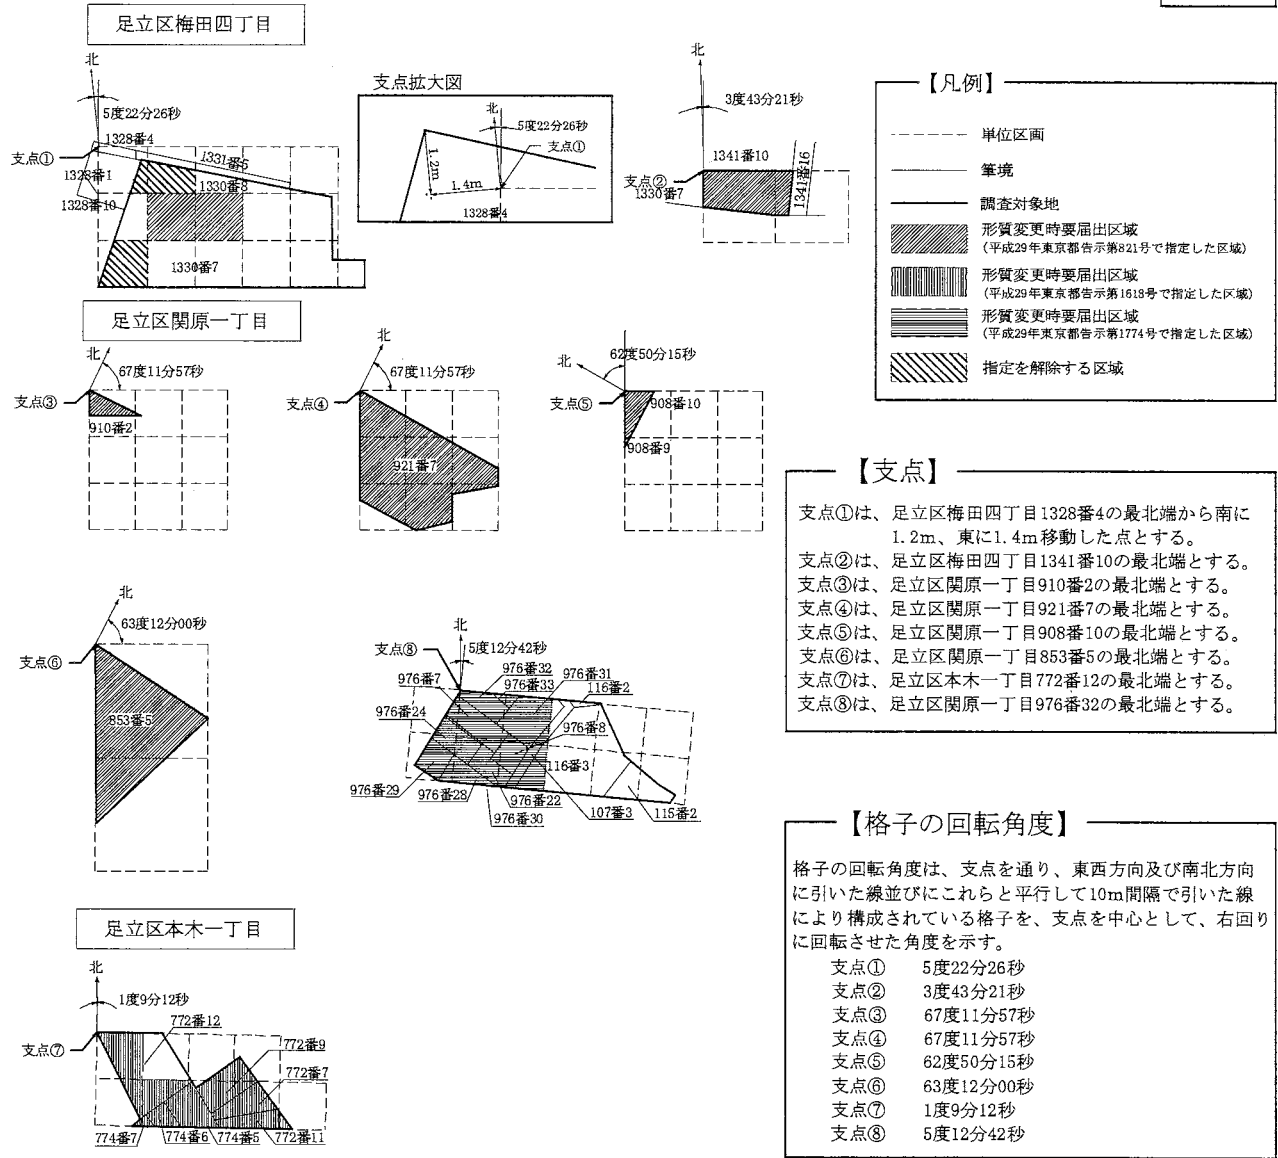 足立区梅田四丁目
北
5度22分26秒
1328番4
支点①
1331番5
1328番1
1330番8
1328番10
1330番7
支点拡大図
北
5度22分26秒
支点①
1.2m
1.4m
1328番4
北
3度43分21秒
1341番10
支点②
1330番7
1341番16
【凡例】
単位区画
筆境
調査対象地
形質変更時要届出区域
(平成29年東京都告示第821号で指定した区域)
形質変更時要届出区域
(平成29年東京都告示第1618号で指定した区域)
形質変更時要届出区域
(平成29年東京都告示第1774号で指定した区域)
指定を解除する区域
足立区関原一丁目
北
67度11分57秒
支点③
910番2
北
67度11分57秒
支点④
921番7
北
62度50分15秒
支点⑤
908番10
908番9
【支点】
支点①は、足立区梅田四丁目1328番4の最北端から南に
1.2m、東に1.4m移動した点とする。
支点②は、足立区梅田四丁目1341番10の最北端とする。
支点③は、足立区関原一丁目910番2の最北端とする。
支点④は、足立区関原一丁目921番7の最北端とする。
支点⑤は、足立区関原一丁目908番10の最北端とする。
支点⑥は、足立区関原一丁目853番5の最北端とする。
支点⑦は、足立区本木一丁目772番12の最北端とする。
支点⑧は、足立区関原一丁目976番32の最北端とする。
北
63度12分00秒
支点⑥
853番5
北
支点⑧
5度12分42秒
976番32
976番7
976番33
976番31
116番2
976番24
976番8
116番3
976番29
976番28
976番22
976番30
107番3
115番2
【格子の回転角度】
格子の回転角度は、支点を通り、東西方向及び南北方向
に引いた線並びにこれらと平行して10m間隔で引いた線
により構成されている格子を、支点を中心として、右回り
に回転させた角度を示す。
支点① 5度22分26秒
支点② 3度43分21秒
支点③ 67度11分57秒
支点④ 67度11分57秒
支点⑤ 62度50分15秒
支点⑥ 63度12分00秒
支点⑦ 1度9分12秒
支点⑧ 5度12分42秒
足立区本木一丁目
北
1度9分12秒
772番12
支点⑦
772番9
772番7
774番7
774番6
774番5
772番11